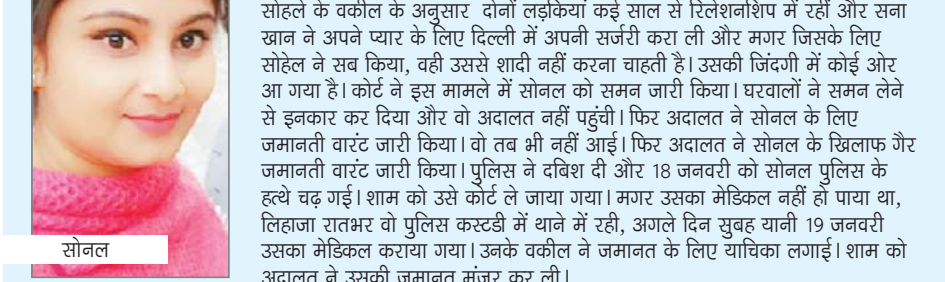 सोहले के वकील के अनुसार दोनों लड़कियां कई साल से रिलेशनशिप में रहीं और सना
खान ने अपने प्यार के लिए दिल्ली में अपनी सर्जरी करा ली और मगर जिसके लिए
सोहेल ने सब किया, वही उससे शादी नहीं करना चाहती है। उसकी जिंदगी में कोई ओर
आ गया है। कोर्ट ने इस मामले में सोनल को समन जारी किया। घरवालों ने समन लेने
से इनकार कर दिया और वो अदालत नहीं पहुंची। फिर अदालत ने सोनल के लिए
जमानती वारंट जारी किया। वो तब भी नहीं आई। फिर अदालत ने सोनल के खिलाफ गैर
जमानती वारंट जारी किया। पुलिस ने दबिश दी और 18 जनवरी को सोनल पुलिस के
हत्थे चढ़ गई। शाम को उसे कोर्ट ले जाया गया। मगर उसका मेडिकल नहीं हो पाया था,
लिहाजा रातभर वो पुलिस कस्टडी में थाने में रही, अगले दिन सुबह यानी 19 जनवरी
उसका मेडिकल कराया गया। उनके वकील ने जमानत के लिए याचिका लगाई। शाम को
अदालत ने उसकी जमानत मंजूर कर ली।
सोनल